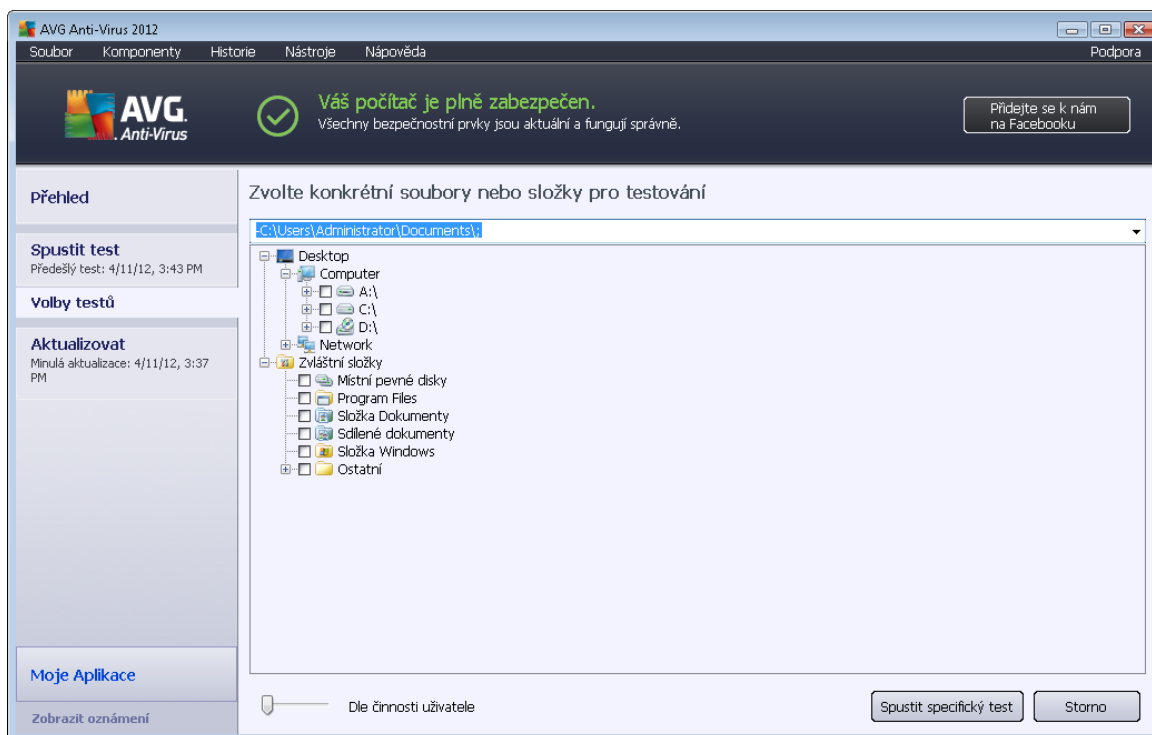 AVG Anti-Virus 2012
Soubor Komponenty Historie Nástroje Nápověda Podpora
AVG.
Anti-Virus
Váš počítač je plně zabezpečen.
Všechny bezpečnostní prvky jsou aktuální a fungují správně.
Přidejte se k nám
na Facebooku
Přehled
Spustit test
Předešlý test: 4/11/12, 3:43 PM
Volby testů
Aktualizovat
Minulá aktualizace: 4/11/12, 3:37
PM
Moje Aplikace
Zobrazit oznámení
Zvolte konkrétní soubory nebo složky pro testování
-C:\Users\Administrator\Documents\;
Desktop
Computer
A:\
C:\
D:\
Network
Zvláštní složky
Místní pevné disky
Program Files
Složka Dokumenty
Sdílené dokumenty
Složka Windows
Ostatní
Dle činnosti uživatele
Spustit specifický test
Storno